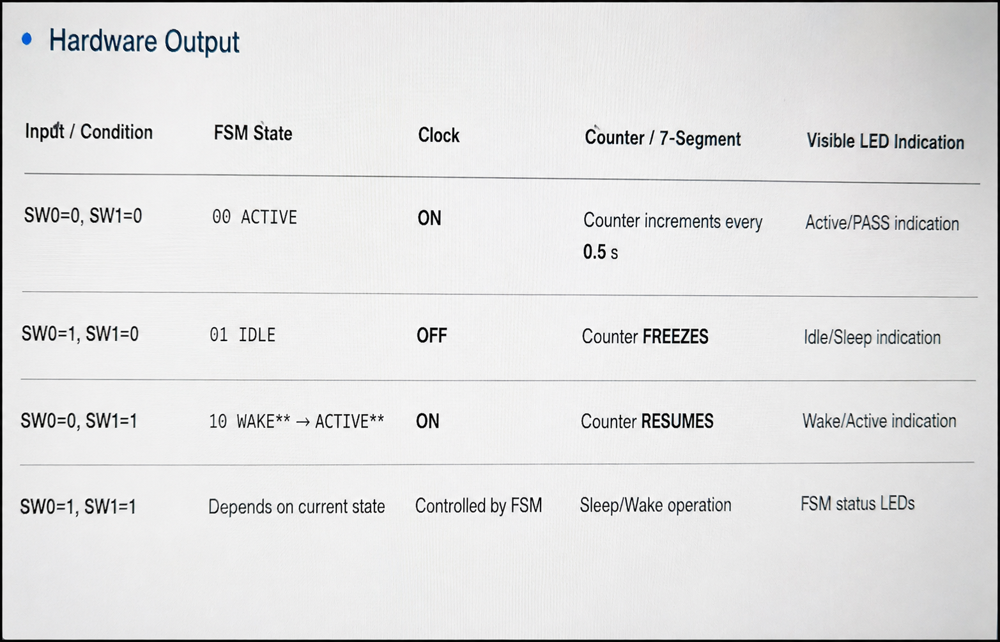 • Hardware Output
Input / Condition FSM State Clock Counter / 7-Segment Visible LED Indication
SW0=0, SW1=0 00 ACTIVE ON Counter increments every Active/PASS indication
0.5 s
SW0=1, SW1=0 01 IDLE OFF Counter FREEZES Idle/Sleep indication
SW0=0, SW1=1 10 WAKE** → ACTIVE** ON Counter RESUMES Wake/Active indication
SW0=1, SW1=1 Depends on current state Controlled by FSM Sleep/Wake operation FSM status LEDs